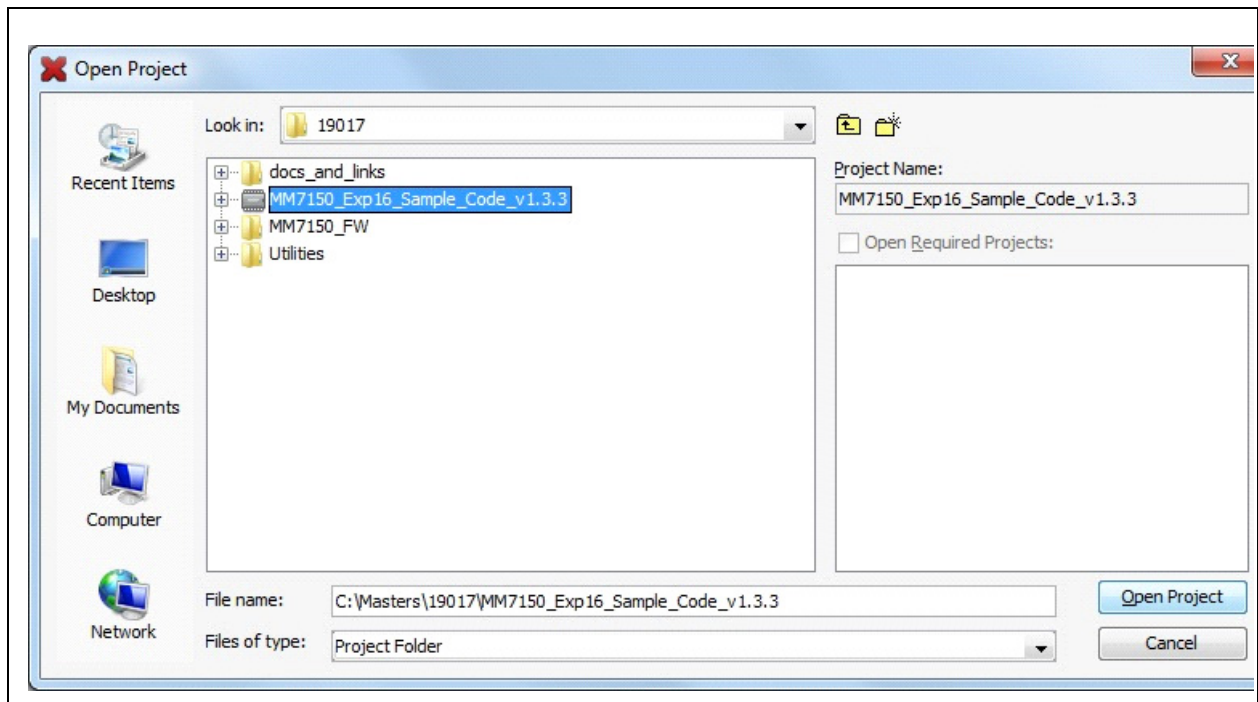 Open Project
Look in: 19017
Recent Items
Desktop
My Documents
Computer
Network
docs_and_links
MM7150_Exp16_Sample_Code_v1.3.3
MM7150_FW
Utilities
Project Name:
MM7150_Exp16_Sample_Code_v1.3.3
Open Required Projects:
File name: C:\Masters\19017\MM7150_Exp16_Sample_Code_v1.3.3
Open Project
Files of type: Project Folder
Cancel